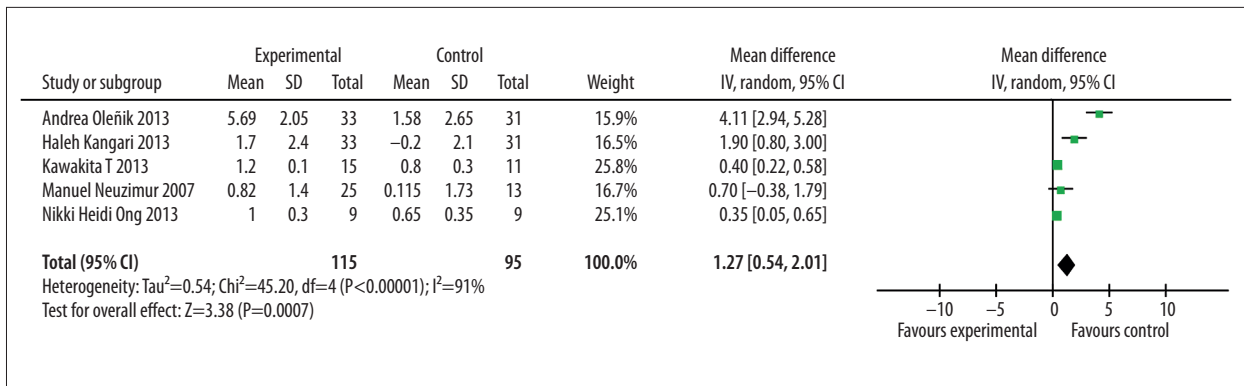 Experimental Control Mean difference Mean difference
Study or subgroup Mean SD Total Mean SD Total Weight IV, random, 95% CI IV, random, 95% CI
Andrea Oleñik 2013 5.69 2.05 33 1.58 2.65 31 15.9% 4.11 [2.94, 5.28]
Haleh Kangari 2013 1.7 2.4 33 −0.2 2.1 31 16.5% 1.90 [0.80, 3.00]
Kawakita T 2013 1.2 0.1 15 0.8 0.3 11 25.8% 0.40 [0.22, 0.58]
Manuel Neuzimur 2007 0.82 1.4 25 0.115 1.73 13 16.7% 0.70 [−0.38, 1.79]
Nikki Heidi Ong 2013 1 0.3 9 0.65 0.35 9 25.1% 0.35 [0.05, 0.65]
Total (95% CI) 115 95 100.0% 1.27 [0.54, 2.01]
Heterogeneity: Tau²=0.54; Chi²=45.20, df=4 (P<0.00001); I²=91%
Test for overall effect: Z=3.38 (P=0.0007)
−10 −5 0 5 10
Favours experimental Favours control